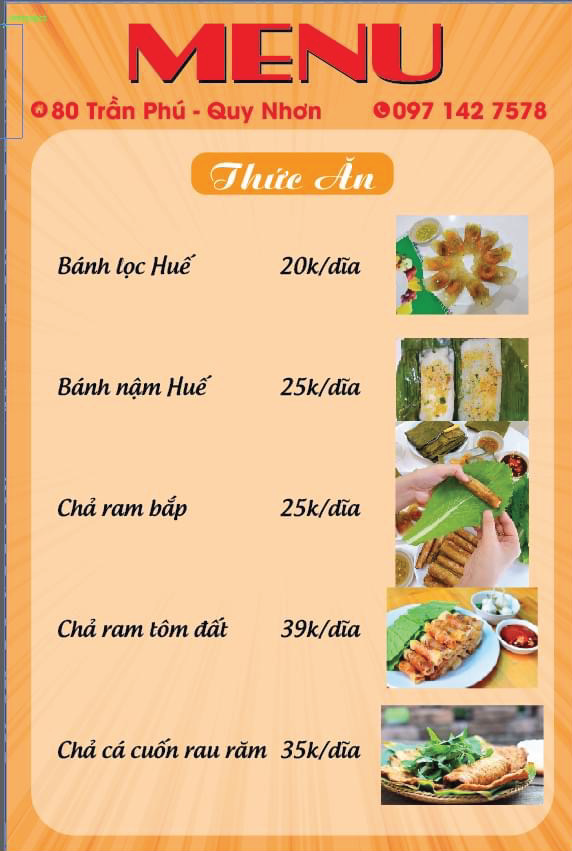 MENU
80 Trần Phú - Quy Nhơn 097 142 7578
Thức Ăn
Bánh lọc Huế 20k/dĩa
Bánh nậm Huế 25k/dĩa
Chả ram bắp 25k/dĩa
Chả ram tôm đất 39k/dĩa
Chả cá cuốn rau răm 35k/dĩa